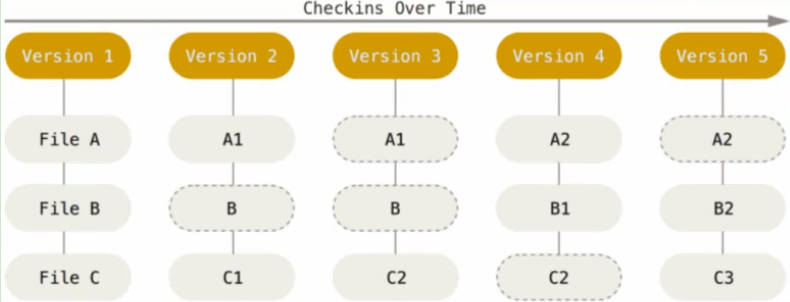 Checkins Over Time
Version 1 Version 2 Version 3 Version 4 Version 5
File A A1 A1 A2 A2
File B B B B1 B2
File C C1 C2 C2 C3